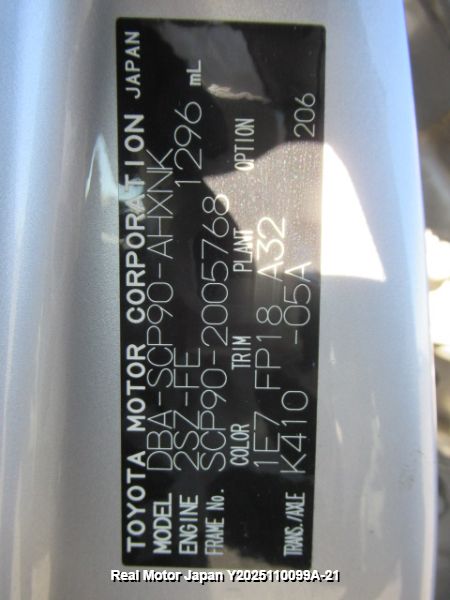 TOYOTA MOTOR CORPORATION JAPAN
MODEL DBA-SCP90-AHXNK
ENGINE 2SZ-FE 1296 mL
FRAME No. SCP90-2005768
COLOR TRIM PLANT OPTION
1E7 FP18 A32
TRANS./AXLE K410 -05A 206
Real Motor Japan Y2025110099A-21